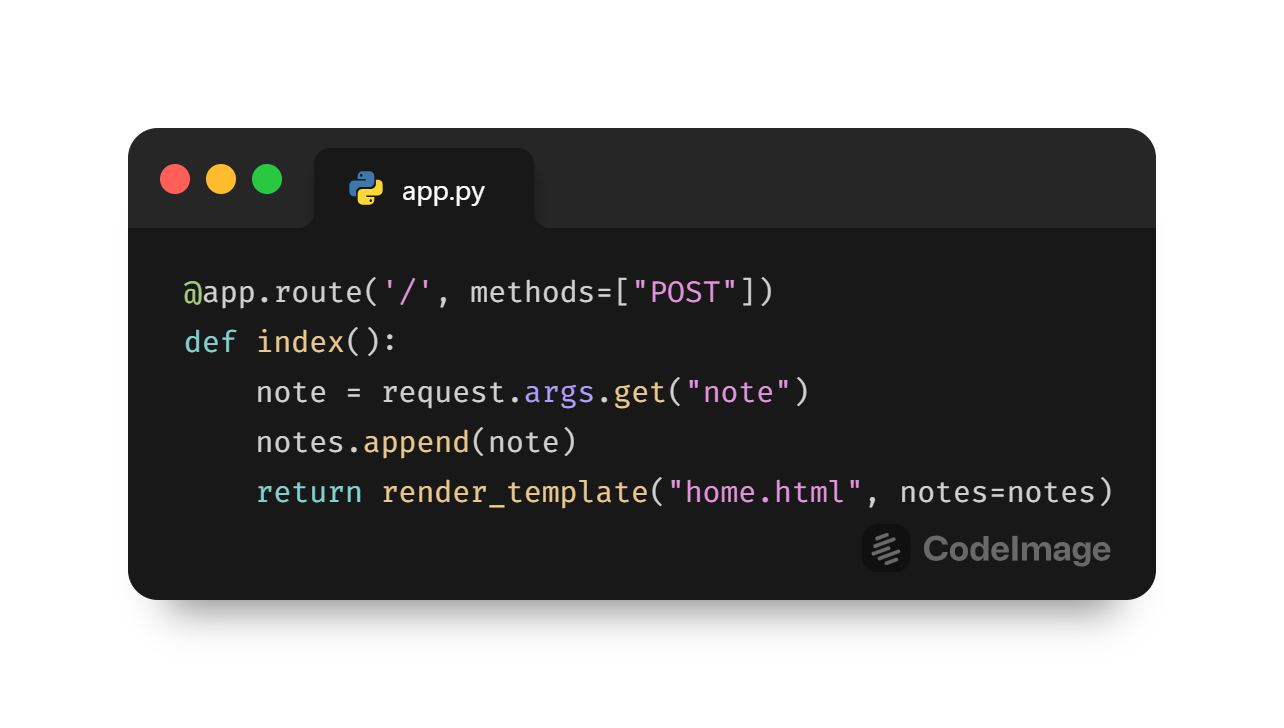 app.py
@app.route('/', methods=["POST"])
def index():
    note = request.args.get("note")
    notes.append(note)
    return render_template("home.html", notes=notes)
CodeImage